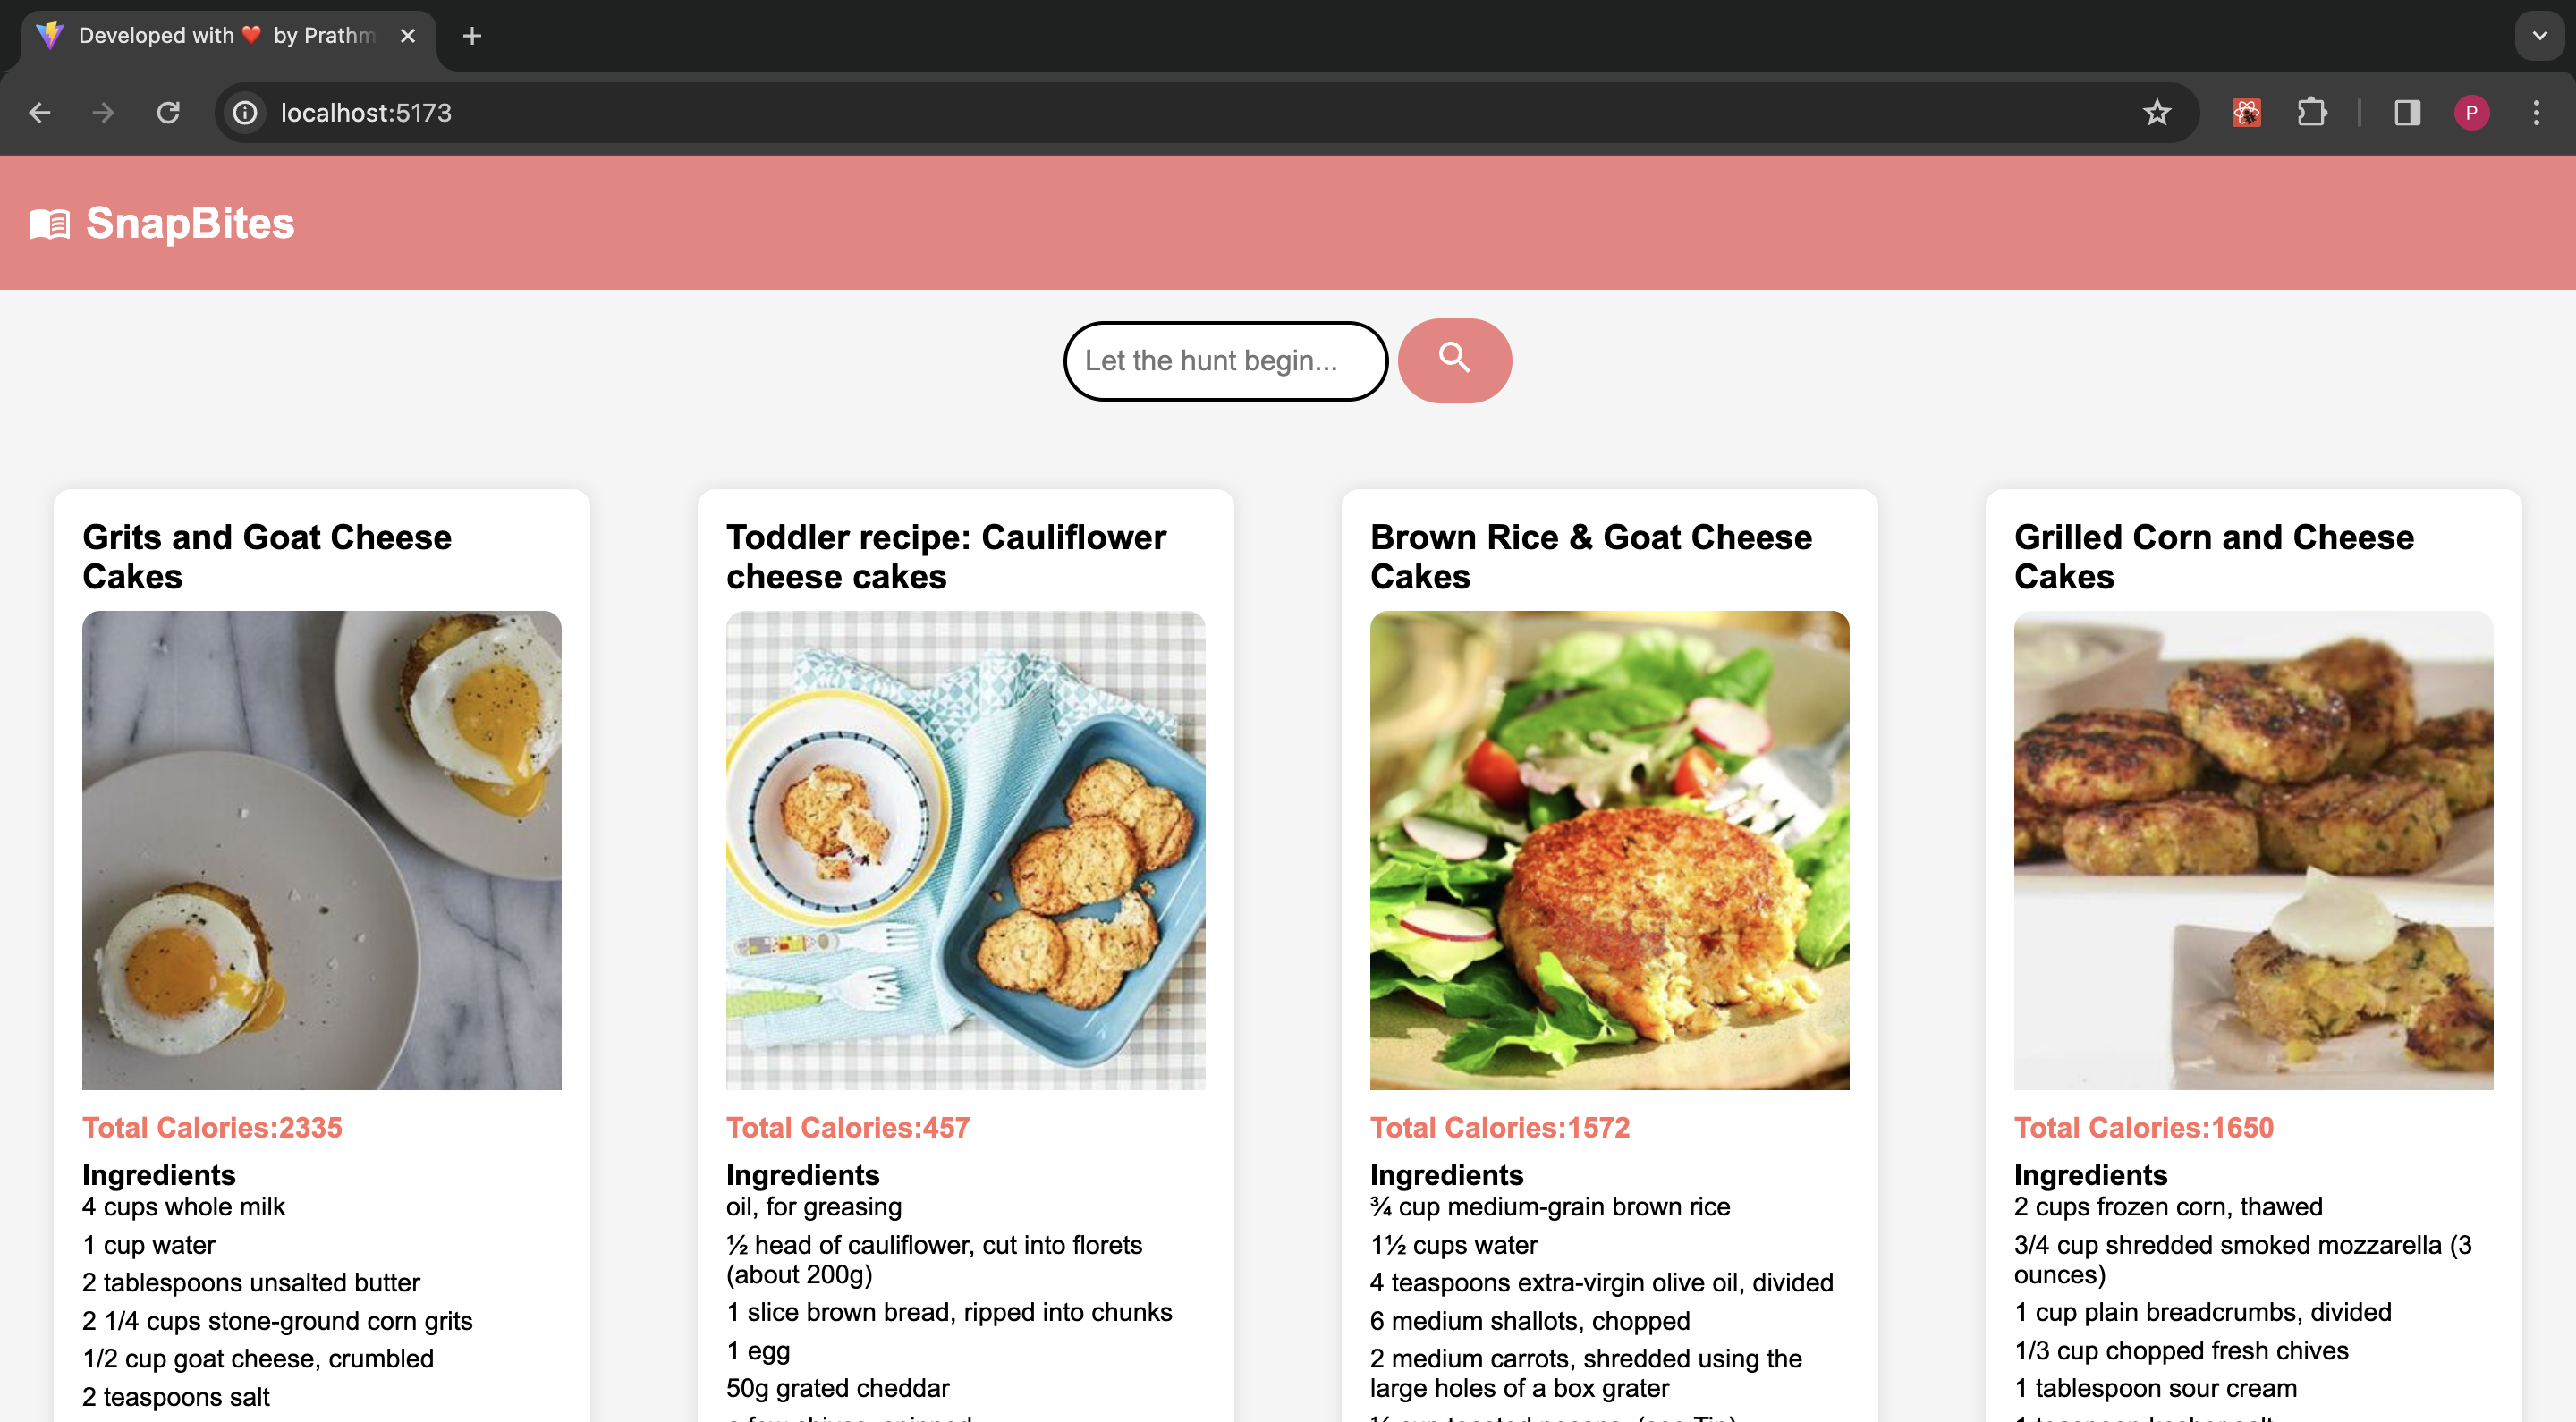 Developed with ❤️ by Prathm
localhost:5173
P
SnapBites
Let the hunt begin...
Grits and Goat Cheese
Cakes
Total Calories:2335
Ingredients
4 cups whole milk
1 cup water
2 tablespoons unsalted butter
2 1/4 cups stone-ground corn grits
1/2 cup goat cheese, crumbled
2 teaspoons salt
Toddler recipe: Cauliflower
cheese cakes
Total Calories:457
Ingredients
oil, for greasing
½ head of cauliflower, cut into florets
(about 200g)
1 slice brown bread, ripped into chunks
1 egg
50g grated cheddar
Brown Rice & Goat Cheese
Cakes
Total Calories:1572
Ingredients
¾ cup medium-grain brown rice
1½ cups water
4 teaspoons extra-virgin olive oil, divided
6 medium shallots, chopped
2 medium carrots, shredded using the
large holes of a box grater
Grilled Corn and Cheese
Cakes
Total Calories:1650
Ingredients
2 cups frozen corn, thawed
3/4 cup shredded smoked mozzarella (3
ounces)
1 cup plain breadcrumbs, divided
1/3 cup chopped fresh chives
1 tablespoon sour cream